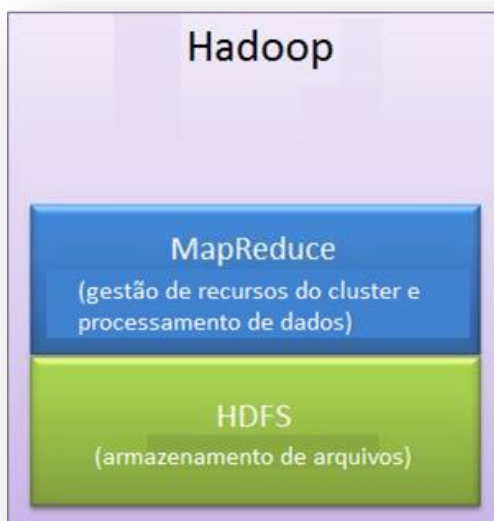 Hadoop
MapReduce
(gestão de recursos do cluster e
processamento de dados)
HDFS
(armazenamento de arquivos)